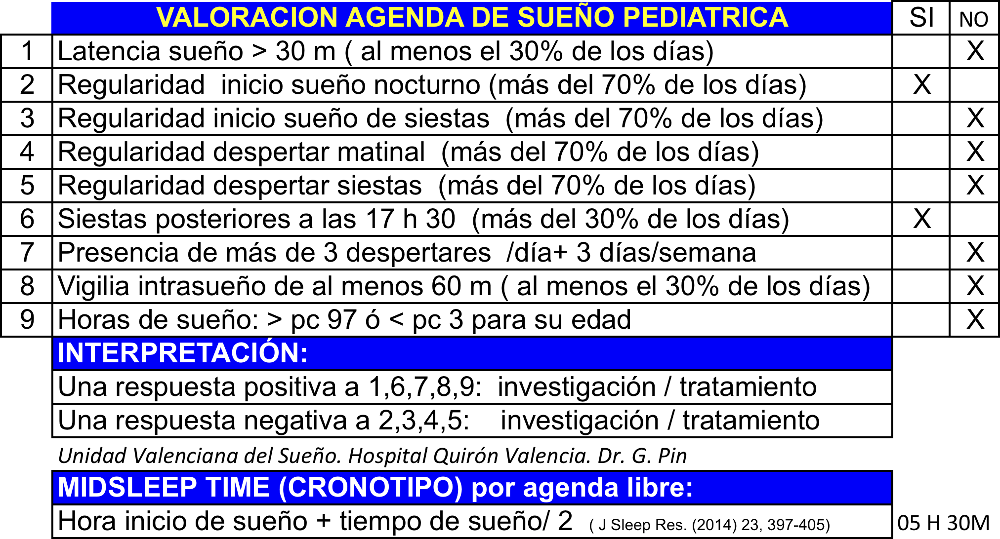 VALORACION AGENDA DE SUEÑO PEDIATRICA SI NO
1 Latencia sueño > 30 m ( al menos el 30% de los días) X
2 Regularidad inicio sueño nocturno (más del 70% de los días) X
3 Regularidad inicio sueño de siestas (más del 70% de los días) X
4 Regularidad despertar matinal (más del 70% de los días) X
5 Regularidad despertar siestas (más del 70% de los días) X
6 Siestas posteriores a las 17 h 30 (más del 30% de los días) X
7 Presencia de más de 3 despertares /día+ 3 días/semana X
8 Vigilia intrasueño de al menos 60 m ( al menos el 30% de los días) X
9 Horas de sueño: > pc 97 ó < pc 3 para su edad X
INTERPRETACIÓN:
Una respuesta positiva a 1,6,7,8,9: investigación / tratamiento
Una respuesta negativa a 2,3,4,5: investigación / tratamiento
Unidad Valenciana del Sueño. Hospital Quirón Valencia. Dr. G. Pin
MIDSLEEP TIME (CRONOTIPO) por agenda libre:
Hora inicio de sueño + tiempo de sueño/ 2 ( J Sleep Res. (2014) 23, 397-405) 05 H 30M